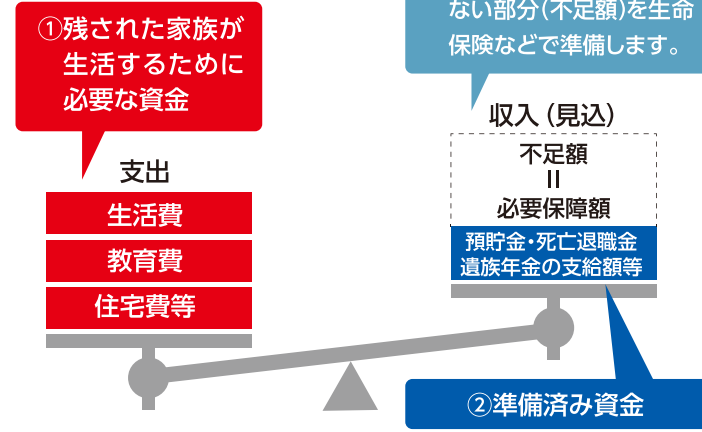 ①残された家族が
生活するために
必要な資金
ない部分(不足額)を生命
保険などで準備します。
支出
生活費
教育費
住宅費等
収入(見込)
不足額
=
必要保障額
預貯金・死亡退職金
遺族年金の支給額等
②準備済み資金